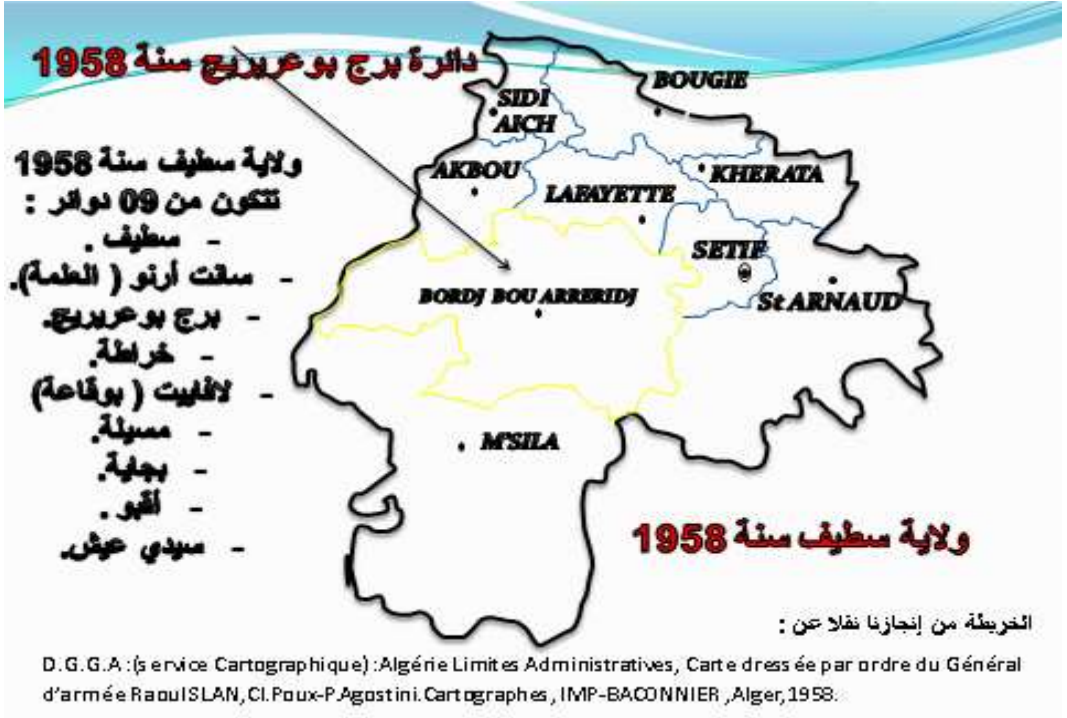 دائرة برج بوعريريج سنة 1958
ولاية سطيف سنة 1958
تتكون من 09 دوائر :
- سطيف .
- سانت أرنو ( العلمة).
- برج بوعريريج.
- خراطة.
- لافاييت ( بوقاعة)
- مسيلة.
- بجاية.
- أقبو .
- سيدي عيش.
BOUGIE
SIDI
AICH
AKBOU
KHERATA
LAFAYETTE
SETIF
BORDJ BOU ARRERIDJ
St ARNAUD
M'SILA
ولاية سطيف سنة 1958
الخريطة من إنجازنا نقلا عن :
D.G.G.A :(service Cartographique) :Algérie Limites Administratives, Carte dressée par ordre du Général
d'armée Raoul SLAN, CI.Poux-P.Agostini.Cartographes, IMP-BACONNIER ,Alger,1958.